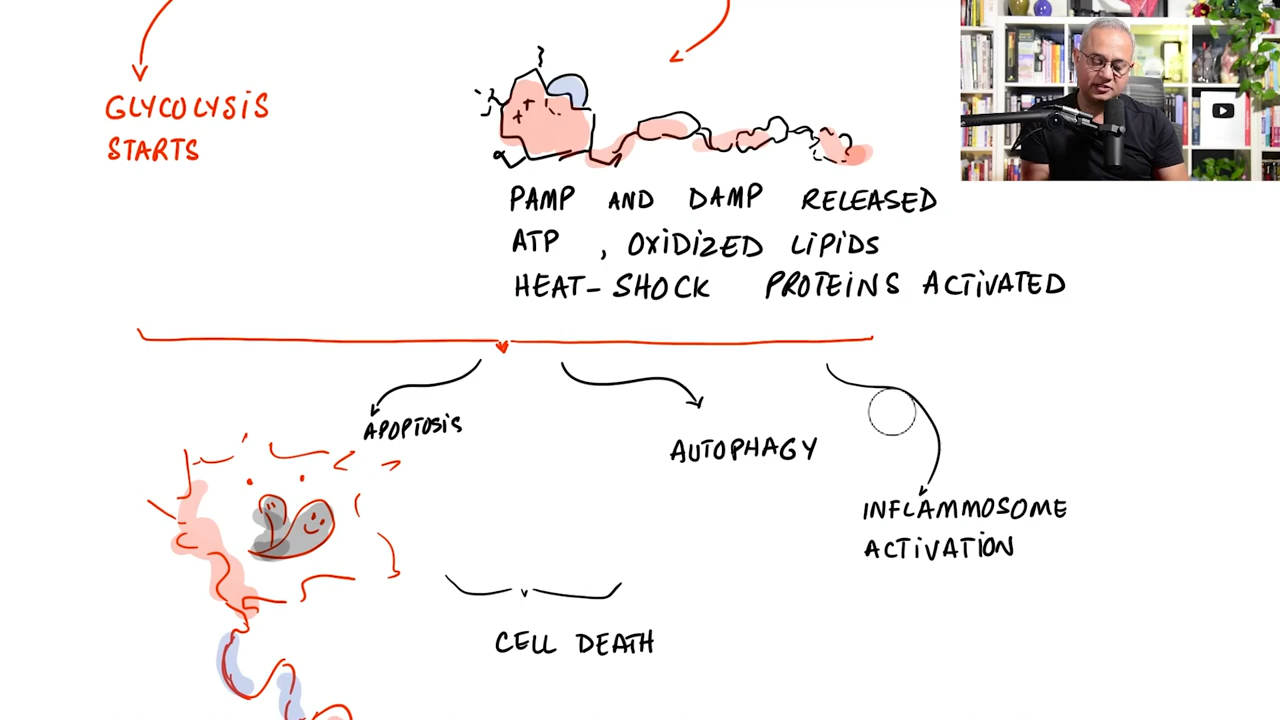 GLYCOLYSIS
STARTS
PAMP AND DAMP RELEASED
ATP , OXIDIZED LIPIDS
HEAT-SHOCK PROTEINS ACTIVATED
APOPTOSIS
AUTOPHAGY
INFLAMMOSOME
ACTIVATION
CELL DEATH